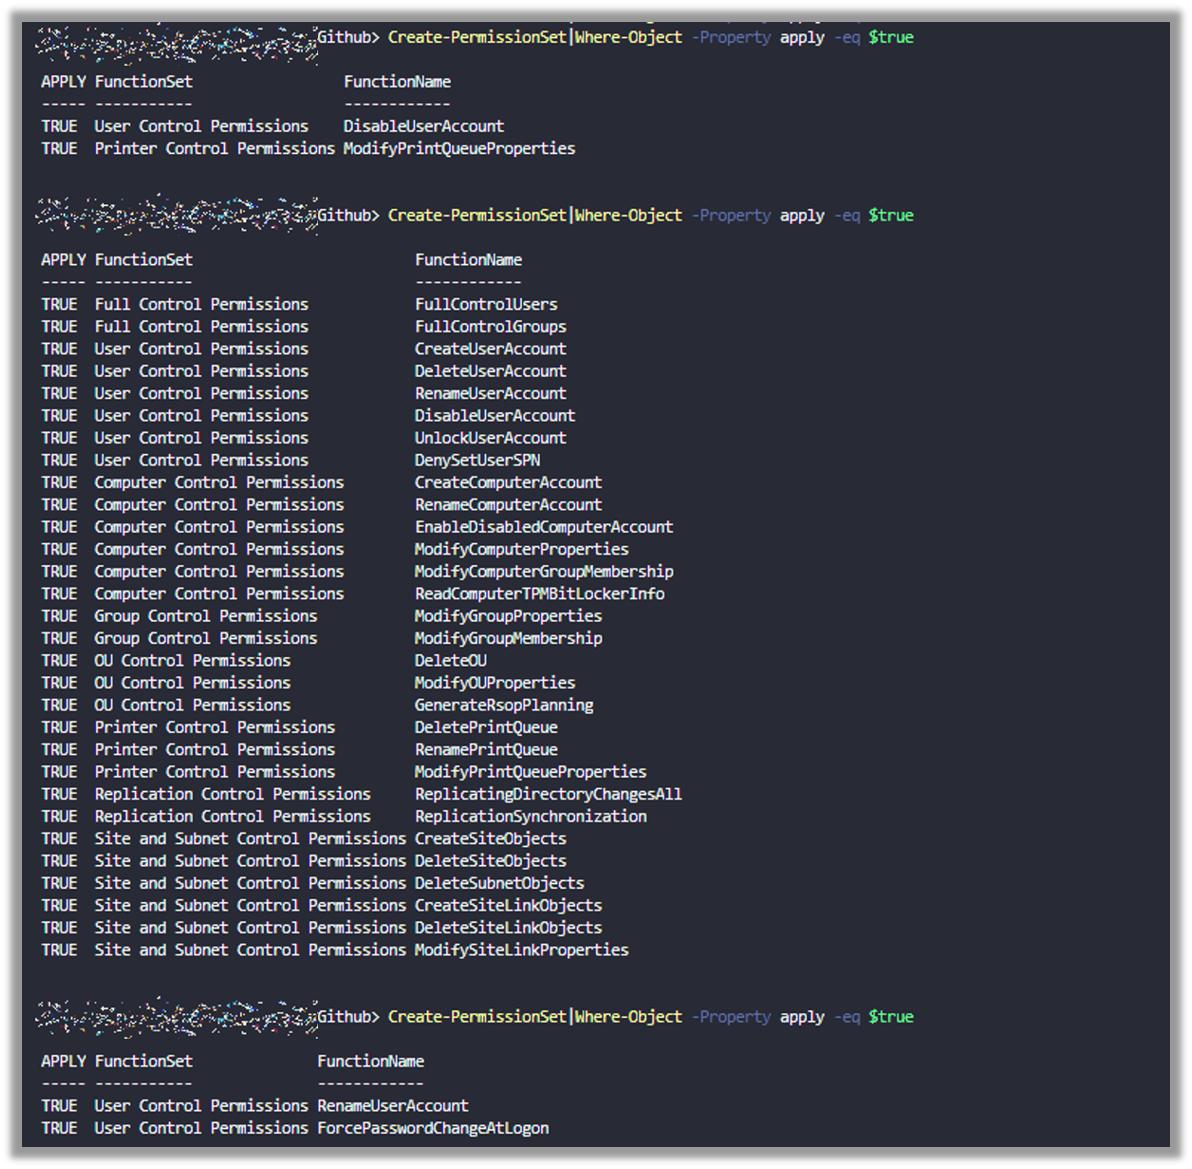 Github> Create-PermissionSet|Where-Object -Property apply -eq $true
APPLY FunctionSet FunctionName
----- ----------- ------------
TRUE User Control Permissions DisableUserAccount
TRUE Printer Control Permissions ModifyPrintQueueProperties
Github> Create-PermissionSet|Where-Object -Property apply -eq $true
APPLY FunctionSet FunctionName
----- ----------- ------------
TRUE Full Control Permissions FullControlUsers
TRUE Full Control Permissions FullControlGroups
TRUE User Control Permissions CreateUserAccount
TRUE User Control Permissions DeleteUserAccount
TRUE User Control Permissions RenameUserAccount
TRUE User Control Permissions DisableUserAccount
TRUE User Control Permissions UnlockUserAccount
TRUE User Control Permissions DenySetUserSPN
TRUE Computer Control Permissions CreateComputerAccount
TRUE Computer Control Permissions RenameComputerAccount
TRUE Computer Control Permissions EnableDisabledComputerAccount
TRUE Computer Control Permissions ModifyComputerProperties
TRUE Computer Control Permissions ModifyComputerGroupMembership
TRUE Computer Control Permissions ReadComputerTPMBitLockerInfo
TRUE Group Control Permissions ModifyGroupProperties
TRUE Group Control Permissions ModifyGroupMembership
TRUE OU Control Permissions DeleteOU
TRUE OU Control Permissions ModifyOUProperties
TRUE OU Control Permissions GenerateRsopPlanning
TRUE Printer Control Permissions DeletePrintQueue
TRUE Printer Control Permissions RenamePrintQueue
TRUE Printer Control Permissions ModifyPrintQueueProperties
TRUE Replication Control Permissions ReplicatingDirectoryChangesAll
TRUE Replication Control Permissions ReplicationSynchronization
TRUE Site and Subnet Control Permissions CreateSiteObjects
TRUE Site and Subnet Control Permissions DeleteSiteObjects
TRUE Site and Subnet Control Permissions DeleteSubnetObjects
TRUE Site and Subnet Control Permissions CreateSiteLinkObjects
TRUE Site and Subnet Control Permissions DeleteSiteLinkObjects
TRUE Site and Subnet Control Permissions ModifySiteLinkProperties
Github> Create-PermissionSet|Where-Object -Property apply -eq $true
APPLY FunctionSet FunctionName
----- ----------- ------------
TRUE User Control Permissions RenameUserAccount
TRUE User Control Permissions ForcePasswordChangeAtLogon